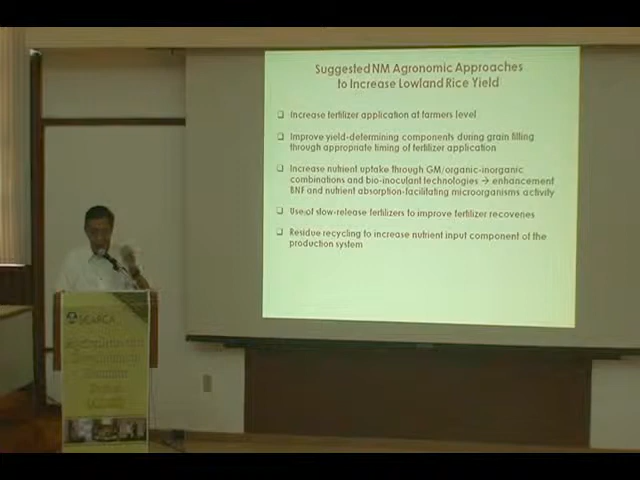 Suggested NM Agronomic Approaches
to Increase Lowland Rice Yield
Increase fertilizer application at farmers level
Improve yield-determining components during grain filling
through appropriate timing of fertilizer application
Increase nutrient uptake through GM/organic-inorganic
combinations and bio-inoculant technologies → enhancement
BNF and nutrient absorption-facilitating microorganisms activity
Use of slow-release fertilizers to improve fertilizer recoveries
Residue recycling to increase nutrient input component of the
production system
SEARCA